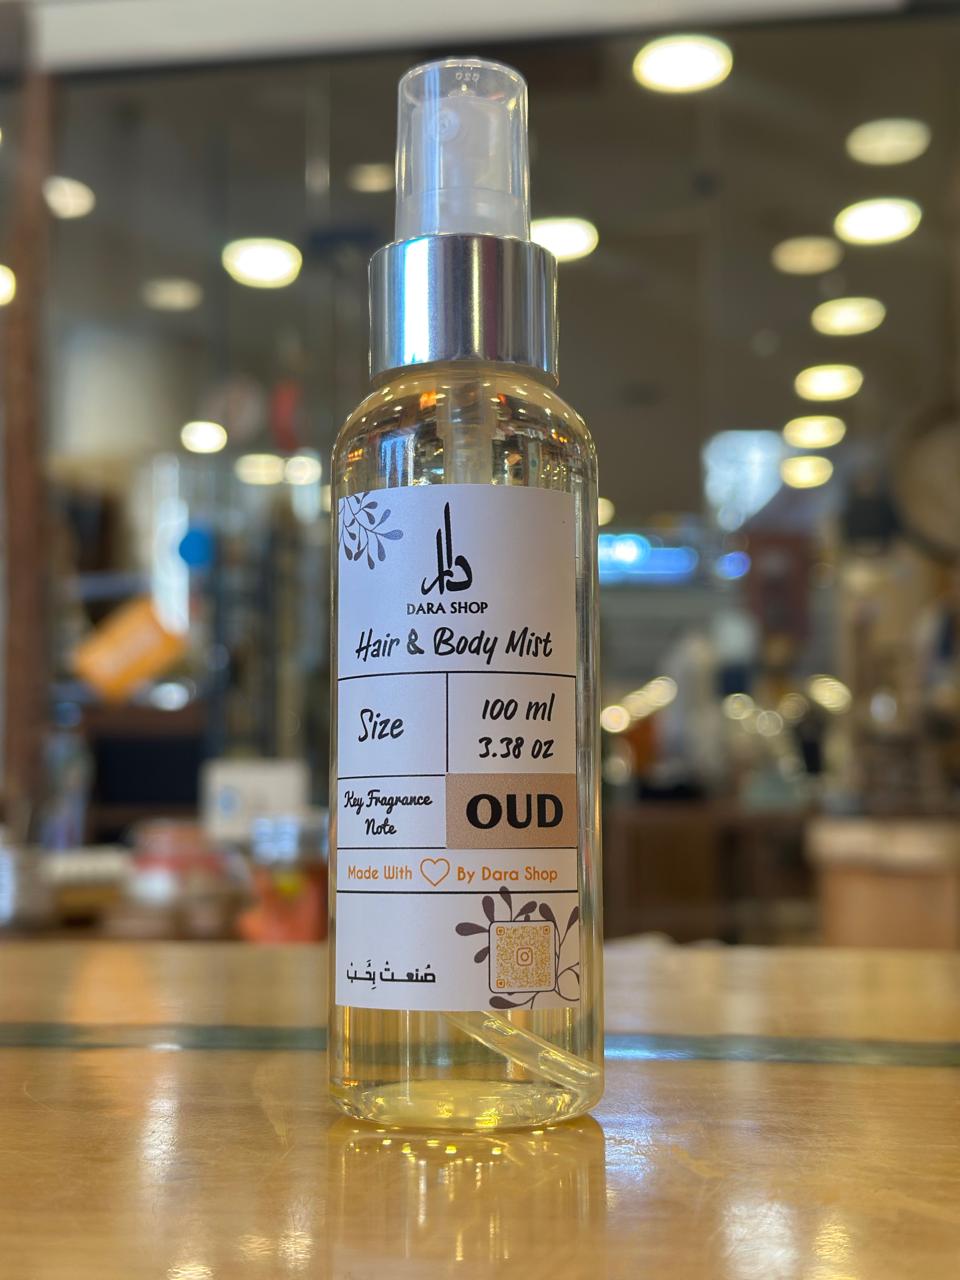 دارا
DARA SHOP
Hair & Body Mist
Size
100 ml
3.38 oz
Key Fragrance
Note
OUD
Made With By Dara Shop
صُنعتْ بِحُبْ